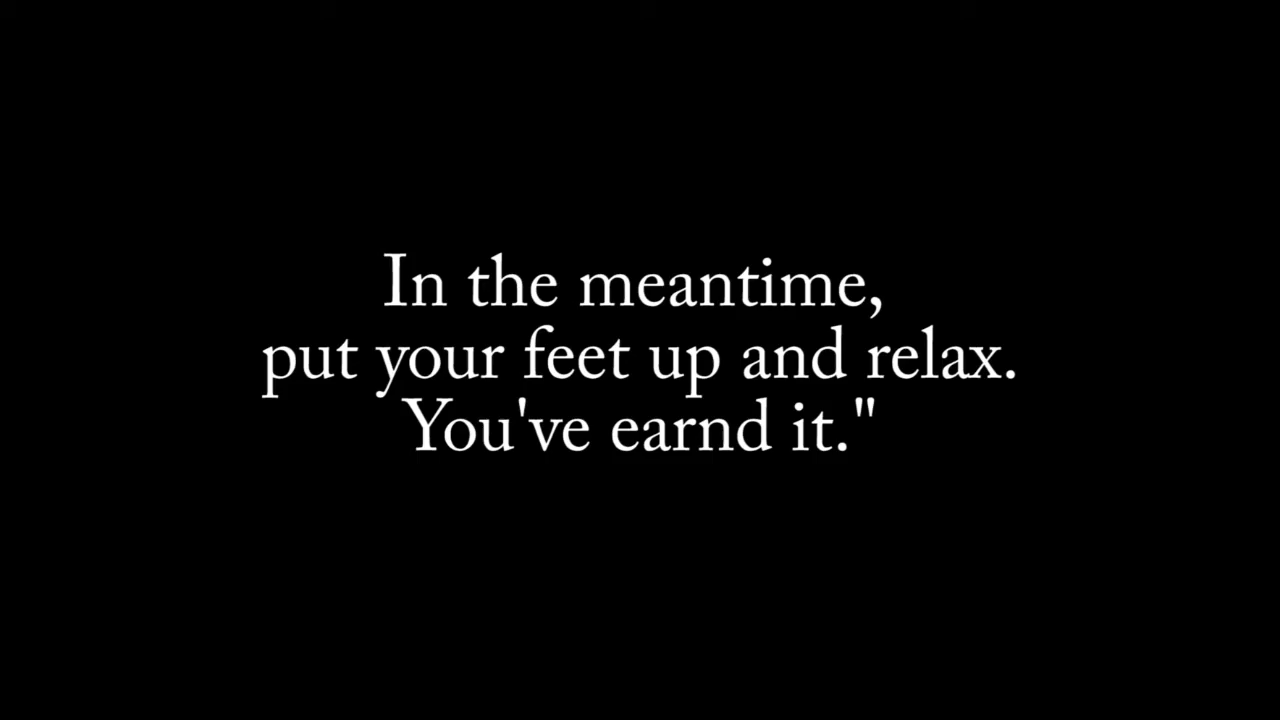 In the meantime,
put your feet up and relax.
You've earnd it."